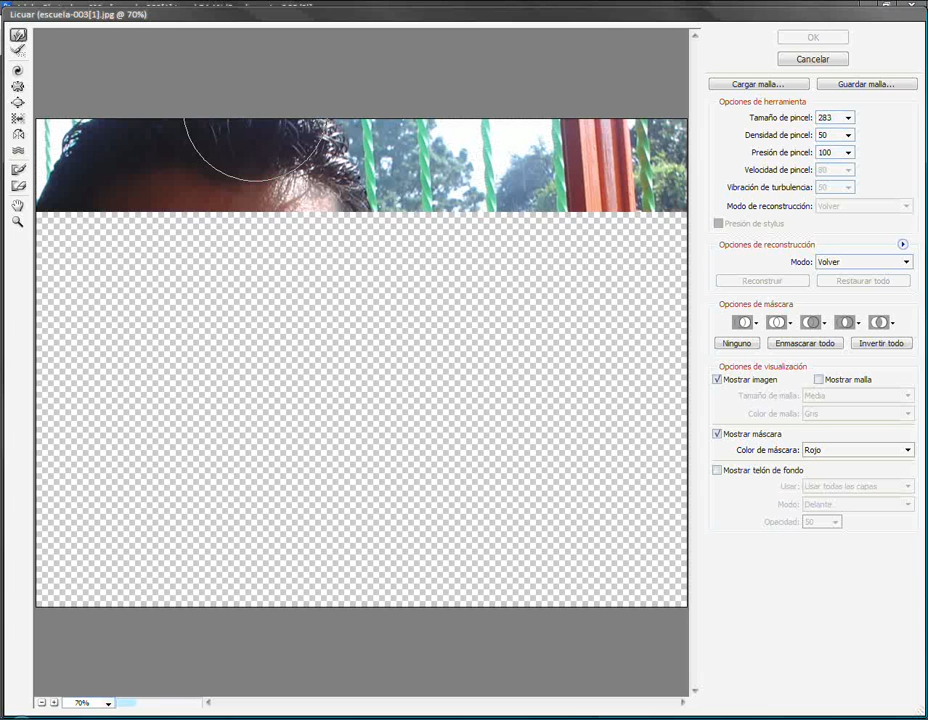 Licuar (escuela-003[1].jpg @ 70%)
OK
Cancelar
Cargar malla... Guardar malla...
Opciones de herramienta
Tamaño de pincel: 283
Densidad de pincel: 50
Presión de pincel: 100
Velocidad de pincel: 80
Vibración de turbulencia: 50
Modo de reconstrucción: Volver
Presión de stylus
Opciones de reconstrucción
Modo: Volver
Reconstruir Restaurar todo
Opciones de máscara
Ninguno Enmascarar todo Invertir todo
Opciones de visualización
Mostrar imagen Mostrar malla
Tamaño de malla: Media
Color de malla: Gris
Mostrar máscara
Color de máscara: Rojo
Mostrar telón de fondo
Usar: Usar todas las capas
Modo: Delante
Opacidad: 50
70%